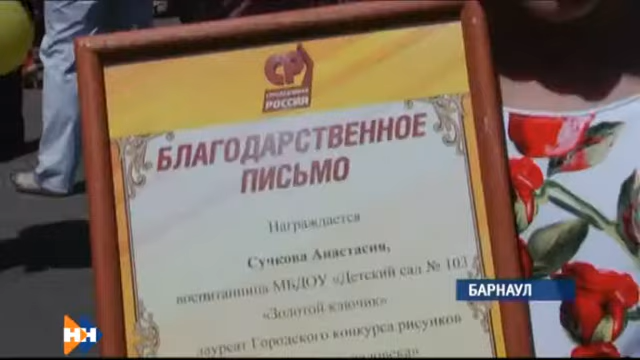 СР
СПРАВЕДЛИВАЯ
РОССИЯ
БЛАГОДАРСТВЕННОЕ
ПИСЬМО
Награждается
Сучкова Анастасия,
воспитанница МБДОУ «Детский сад № 103
«Золотой ключик»
лауреат Городского конкурса рисунков
БАРНАУЛ
НН